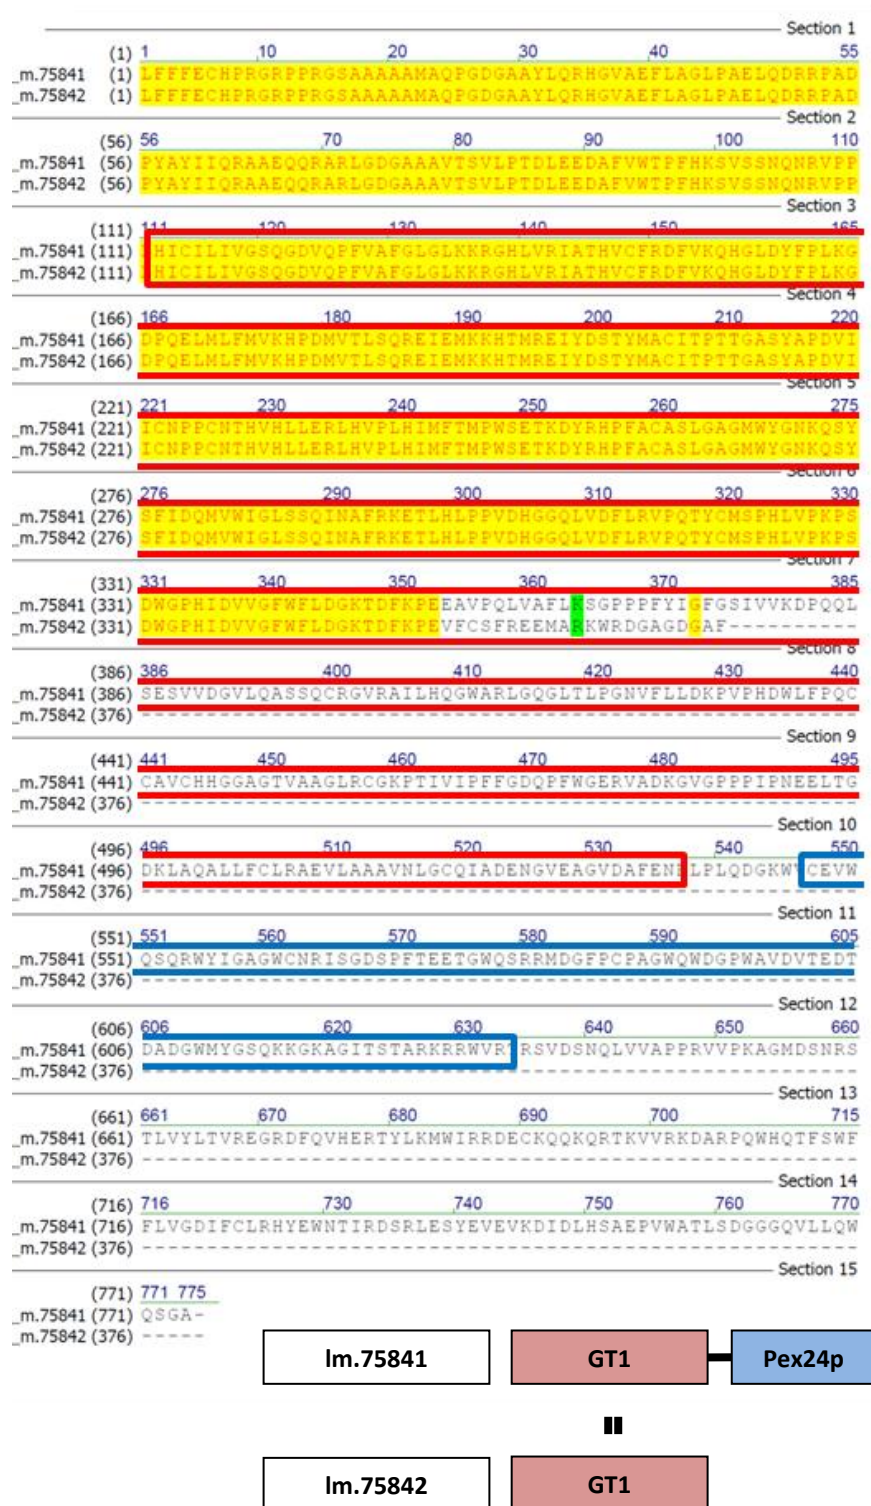 Section 1
(1) 1 10 20 30 40 55
_m.75841 (1) LFFFECHPRGRPPRGSAAAAAMAQPGDGAAYLQRHGVAEFLAGLPAELQDRRPAD
_m.75842 (1) LFFFECHPRGRPPRGSAAAAAMAQPGDGAAYLQRHGVAEFLAGLPAELQDRRPAD
Section 2
(56) 56 70 80 90 100 110
_m.75841 (56) PYAYIIQRAAEQQRARLGDGAAAVTSVLPTDLEEDAFVWTPFHKSVSSNQNRVPP
_m.75842 (56) PYAYIIQRAAEQQRARLGDGAAAVTSVLPTDLEEDAFVWTPFHKSVSSNQNRVPP
Section 3
(111) 111 120 130 140 150 165
_m.75841 (111) HICILIVGSQGDVQPFVAFGLGLKKRGHLVRIATHVCFRDFVKQHGLDYFPLKG
_m.75842 (111) HICILIVGSQGDVQPFVAFGLGLKKRGHLVRIATHVCFRDFVKQHGLDYFPLKG
Section 4
(166) 166 180 190 200 210 220
_m.75841 (166) DPQELMLFMVKHPDMVTLSQREIEMKKHTMREIYDSTYMACITPTTGASYAPDVI
_m.75842 (166) DPQELMLFMVKHPDMVTLSQREIEMKKHTMREIYDSTYMACITPTTGASYAPDVI
Section 5
(221) 221 230 240 250 260 275
_m.75841 (221) ICNPPCNTHVHLLERLHVPLHIMFTMPWSETKDYRHPFACASLGAGMWYGNKQSY
_m.75842 (221) ICNPPCNTHVHLLERLHVPLHIMFTMPWSETKDYRHPFACASLGAGMWYGNKQSY
Section 6
(276) 276 290 300 310 320 330
_m.75841 (276) SFIDQMVWIGLSSQINAFRKETLHLPPVDHGGQLVDFLRVPQTYCMSPHLVPKPS
_m.75842 (276) SFIDQMVWIGLSSQINAFRKETLHLPPVDHGGQLVDFLRVPQTYCMSPHLVPKPS
Section 7
(331) 331 340 350 360 372 385
_m.75841 (331) DWGPHIDVVGFWFLDGKTDFKPEEAVPQLVAFLKSGPPPFYIGFGSIVVKDPQQL
_m.75842 (331) DWGPHIDVVGFWFLDGKTDFKPEVFCSFREEMARKWRDGAGDGAF----------
Section 8
(386) 386 400 410 420 430 440
_m.75841 (386) SESVVDGVLQASSQCRGVRAILHQGWARLGQGLTLPGNVFLLDKPVPHDWLFPQC
_m.75842 (376) -------------------------------------------------------
Section 9
(441) 441 450 460 470 482 495
_m.75841 (441) CAVCHHGGAGTVAAGLRCGKPTIVIPFFGDQPFWGERVADKGVGPPPIPNEELTG
_m.75842 (376) -------------------------------------------------------
Section 10
(496) 496 510 520 530 540 550
_m.75841 (496) DKLAQALLFCLRAEVLAAAVNLGCQIADENGVEAGVDAFEN LPLQDGKW CEVW
_m.75842 (376) -------------------------------------------------------
Section 11
(551) 551 560 570 580 592 605
_m.75841 (551) QSQRWYIGAGWCNRISGDSPFTEETGWQSRRMDGFPCPAGWQWDGPWAVDVTEDT
_m.75842 (376) -------------------------------------------------------
Section 12
(606) 606 620 630 640 650 660
_m.75841 (606) DADGWMYGSQKKGKAGITSTARKRRWVR RSVDSNQLVVAPPRVVPKAGMDSNRS
_m.75842 (376) -------------------------------------------------------
Section 13
(661) 661 670 680 690 700 715
_m.75841 (661) TLVYLTVREGRDFQVHERTYLKMWIRRDECKQQKQRTKVVRKDARPQWHQTFSWF
_m.75842 (376) -------------------------------------------------------
Section 14
(716) 716 730 740 750 760 770
_m.75841 (716) FLVGDIFCLRHYEWNTIRDSRLESYEVEVKDIDLHSAEPVWATLSDGGGQVLLQW
_m.75842 (376) -------------------------------------------------------
Section 15
(771) 771 775
_m.75841 (771) QSGA-
_m.75842 (376) -----
lm.75841 GT1 Pex24p
lm.75842 GT1